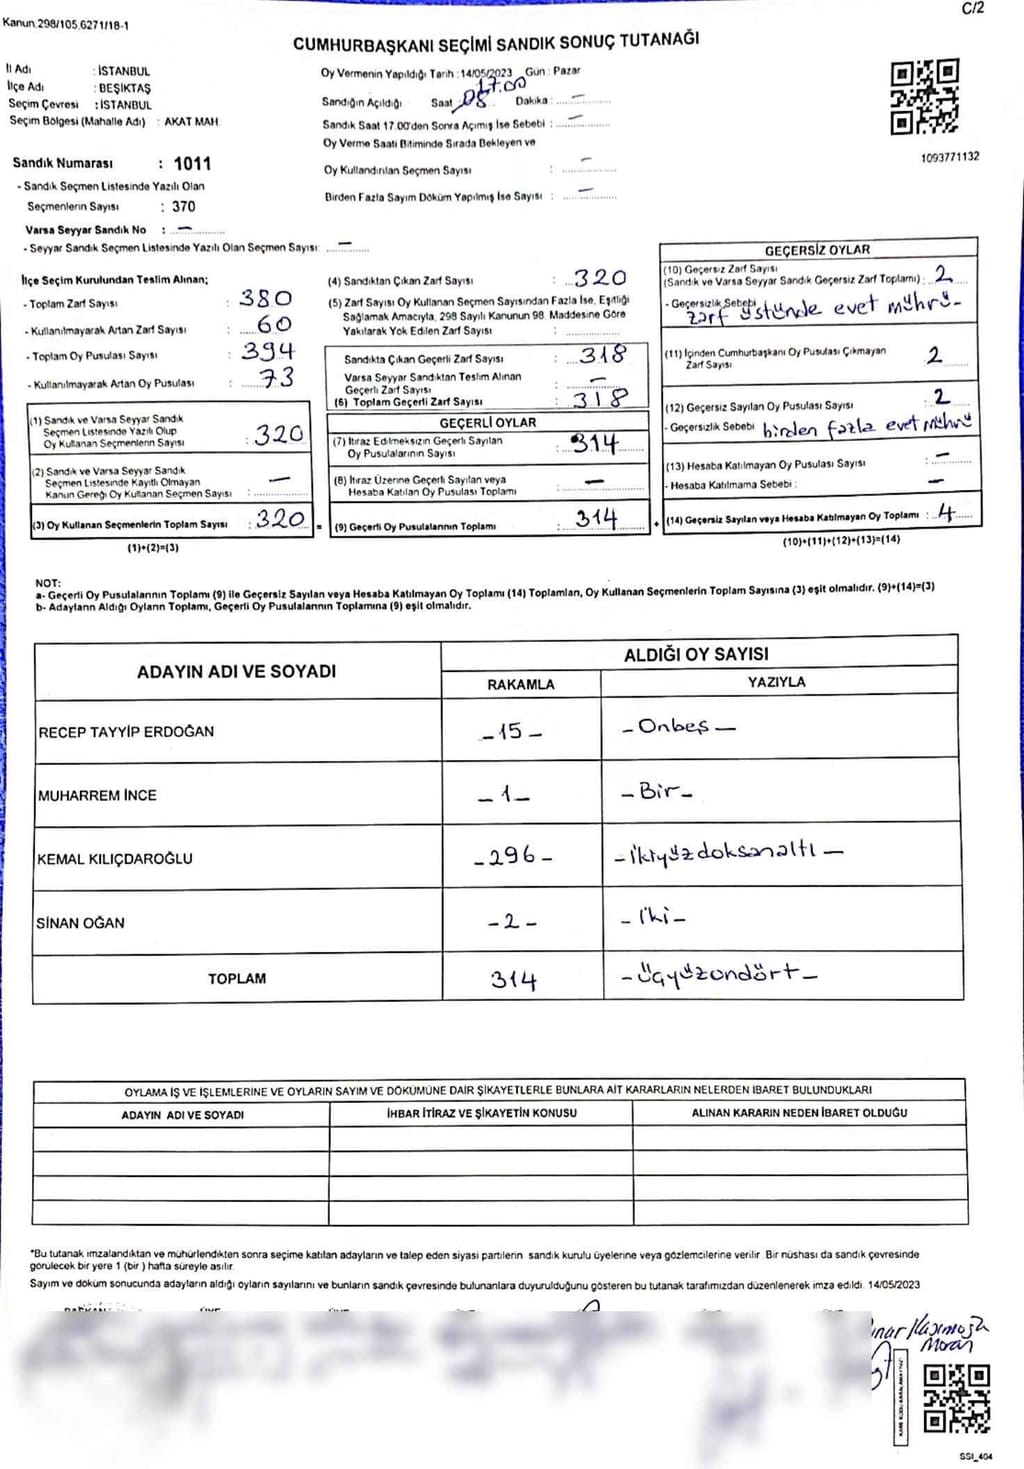 C/2
Kanun.298/105,6271/18-1
CUMHURBAŞKANI SEÇİMİ SANDIK SONUÇ TUTANAĞI
İl Adı : İSTANBUL
İlçe Adı : BEŞİKTAŞ
Seçim Çevresi : İSTANBUL
Seçim Bölgesi (Mahalle Adı) : AKAT MAH
Sandık Numarası : 1011
- Sandık Seçmen Listesinde Yazılı Olan
Seçmenlerin Sayısı : 370
Varsa Seyyar Sandık No : —
- Seyyar Sandık Seçmen Listesinde Yazılı Olan Seçmen Sayısı: —
Oy Vermenin Yapıldığı Tarih : 14/05/2023 Gün : Pazar
17.00
Sandığın Açıldığı Saat : 08 Dakika : —
Sandık Saat 17.00'den Sonra Açımış İse Sebebi : —
Oy Verme Saati Bitiminde Sırada Bekleyen ve
Oy Kullandırılan Seçmen Sayısı : —
Birden Fazla Sayım Döküm Yapılmış İse Sayısı : —
1093771132
İlçe Seçim Kurulundan Teslim Alınan;
- Toplam Zarf Sayısı : 380
- Kullanılmayarak Artan Zarf Sayısı : 60
- Toplam Oy Pusulası Sayısı : 394
- Kullanılmayarak Artan Oy Pusulası : 73
(1) Sandık ve Varsa Seyyar Sandık
Seçmen Listesinde Yazılı Olup
Oy Kullanan Seçmenlerin Sayısı : 320
(2) Sandık ve Varsa Seyyar Sandık
Seçmen Listesinde Kayıtlı Olmayan
Kanun Gereği Oy Kullanan Seçmen Sayısı : —
(3) Oy Kullanan Seçmenlerin Toplam Sayısı : 320 =
(1)+(2)=(3)
(4) Sandıktan Çıkan Zarf Sayısı : 320
(5) Zarf Sayısı Oy Kullanan Seçmen Sayısından Fazla İse, Eşitliği
Sağlamak Amacıyla, 298 Sayılı Kanunun 98. Maddesine Göre
Yakılarak Yok Edilen Zarf Sayısı :
Sandıkta Çıkan Geçerli Zarf Sayısı : 318
Varsa Seyyar Sandıktan Teslim Alınan
Geçerli Zarf Sayısı : —
(6) Toplam Geçerli Zarf Sayısı : 318
GEÇERLİ OYLAR
(7) İtiraz Edilmeksizin Geçerli Sayılan
Oy Pusulalarının Sayısı : 314
(8) İtiraz Üzerine Geçerli Sayılan veya
Hesaba Katılan Oy Pusulası Toplamı : —
(9) Geçerli Oy Pusulalarının Toplamı : 314 +
GEÇERSİZ OYLAR
(10) Geçersiz Zarf Sayısı
(Sandık ve Varsa Seyyar Sandık Geçersiz Zarf Toplamı) : 2
- Geçersizlik Sebebi : zarf üstünde evet mührü-
(11) İçinden Cumhurbaşkanı Oy Pusulası Çıkmayan
Zarf Sayısı 2
(12) Geçersiz Sayılan Oy Pusulası Sayısı : 2
- Geçersizlik Sebebi birden fazla evet mührü
(13) Hesaba Katılmayan Oy Pusulası Sayısı : —
- Hesaba Katılmama Sebebi : —
(14) Geçersiz Sayılan veya Hesaba Katılmayan Oy Toplamı : 4
(10)+(11)+(12)+(13)=(14)
NOT:
a- Geçerli Oy Pusulalarının Toplamı (9) ile Geçersiz Sayılan veya Hesaba Katılmayan Oy Toplamı (14) Toplamları, Oy Kullanan Seçmenlerin Toplam Sayısına (3) eşit olmalıdır. (9)+(14)=(3)
b- Adayların Aldığı Oyların Toplamı, Geçerli Oy Pusulalarının Toplamına (9) eşit olmalıdır.
ADAYIN ADI VE SOYADI
ALDIĞI OY SAYISI
RAKAMLA YAZIYLA
RECEP TAYYİP ERDOĞAN -15- -Onbeş-
MUHARREM İNCE -1- -Bir-
KEMAL KILIÇDAROĞLU -296- -ikiyüzdoksanaltı-
SİNAN OĞAN -2- -İki-
TOPLAM 314 -üçyüzondört-
OYLAMA İŞ VE İŞLEMLERİNE VE OYLARIN SAYIM VE DÖKÜMÜNE DAİR ŞİKAYETLERLE BUNLARA AİT KARARLARIN NELERDEN İBARET BULUNDUKLARI
ADAYIN ADI VE SOYADI İHBAR İTİRAZ VE ŞİKAYETİN KONUSU ALINAN KARARIN NEDEN İBARET OLDUĞU
*Bu tutanak imzalandıktan ve mühürlendikten sonra seçime katılan adayların ve talep eden siyasi partilerin sandık kurulu üyelerine veya gözlemcilerine verilir. Bir nüshası da sandık çevresinde
görülecek bir yere 1 (bir ) hafta süreyle asılır.
Sayım ve döküm sonucunda adayların aldığı oyların sayılarını ve bunların sandık çevresinde bulunanlara duyurulduğunu gösteren bu tutanak tarafımızdan düzenlenerek imza edildi. 14/05/2023
SSI_404